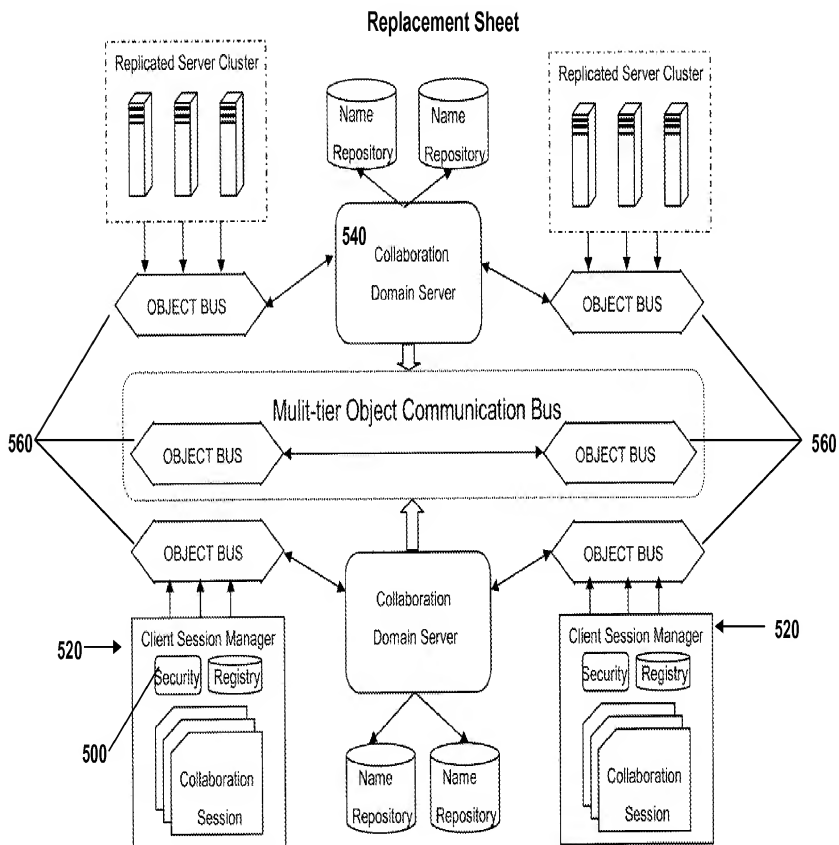 Replacement Sheet
Replicated Server Cluster
Replicated Server Cluster
Name
Repository
Name
Repository
540
Collaboration
Domain Server
OBJECT BUS
OBJECT BUS
Mulit-tier Object Communication Bus
560
OBJECT BUS
OBJECT BUS
560
OBJECT BUS
OBJECT BUS
Collaboration
Domain Server
520
Client Session Manager
Security
Registry
500
Collaboration
Session
Client Session Manager
520
Security
Registry
Collaboration
Session
Name
Repository
Name
Repository